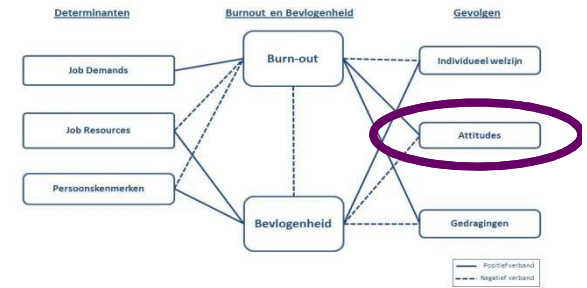 Determinanten
Burnout en Bevlogenheid
Gevolgen
Burn-out
Job Demands
Individueel welzijn
Job Resources
Attitudes
Persoonskenmerken
Bevlogenheid
Gedragingen
Positief verband
Negatief verband